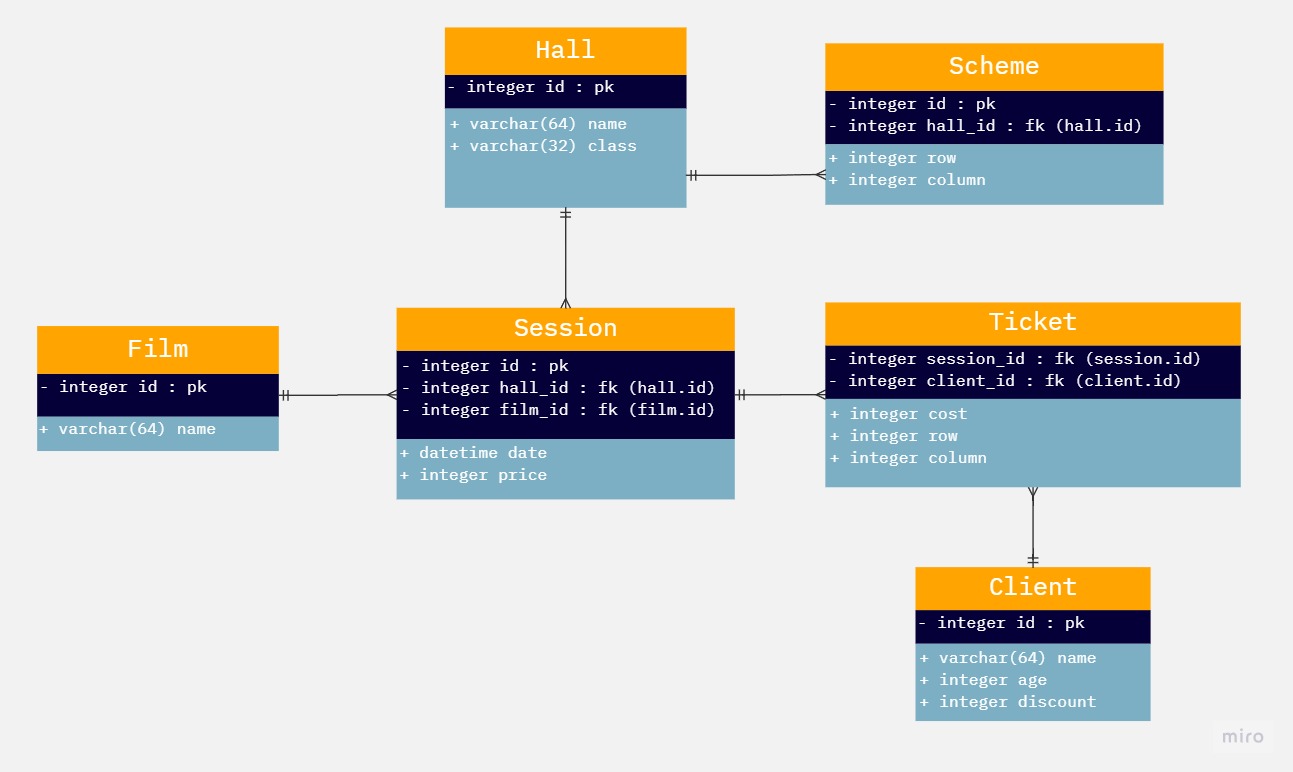 Hall
- integer id : pk
+ varchar(64) name
+ varchar(32) class
Scheme
- integer id : pk
- integer hall_id : fk (hall.id)
+ integer row
+ integer column
Film
- integer id : pk
+ varchar(64) name
Session
- integer id : pk
- integer hall_id : fk (hall.id)
- integer film_id : fk (film.id)
+ datetime date
+ integer price
Ticket
- integer session_id : fk (session.id)
- integer client_id : fk (client.id)
+ integer cost
+ integer row
+ integer column
Client
- integer id : pk
+ varchar(64) name
+ integer age
+ integer discount
miro